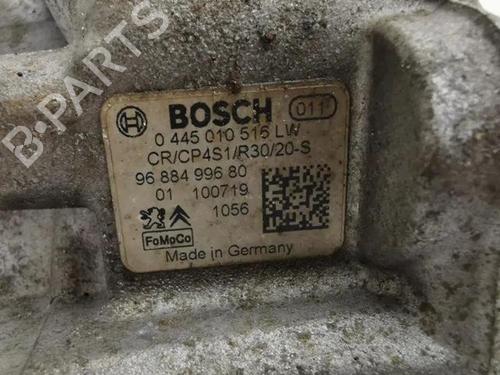 B-PARTS
BOSCH 011
0 445 010 516 LW
CR/CP4S1/R30/20-S
96 884 996 80
01 100719
1056
FoMoCo
Made in Germany